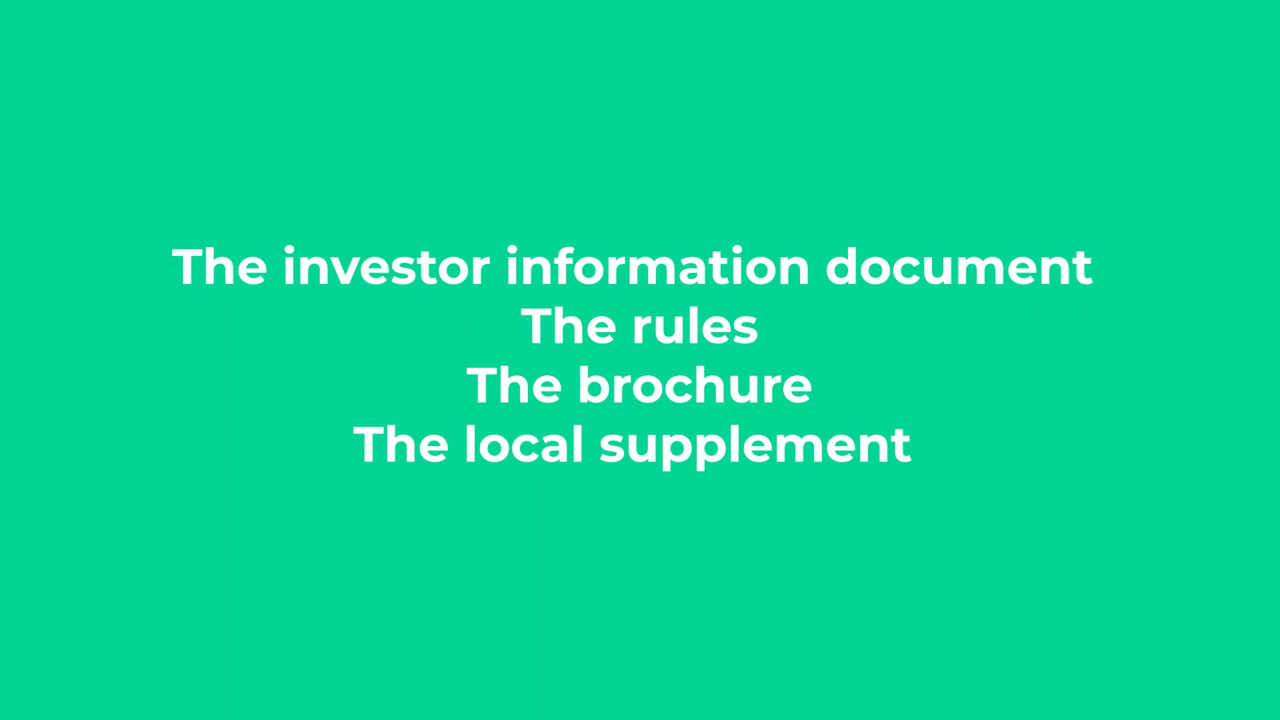 The investor information document
The rules
The brochure
The local supplement